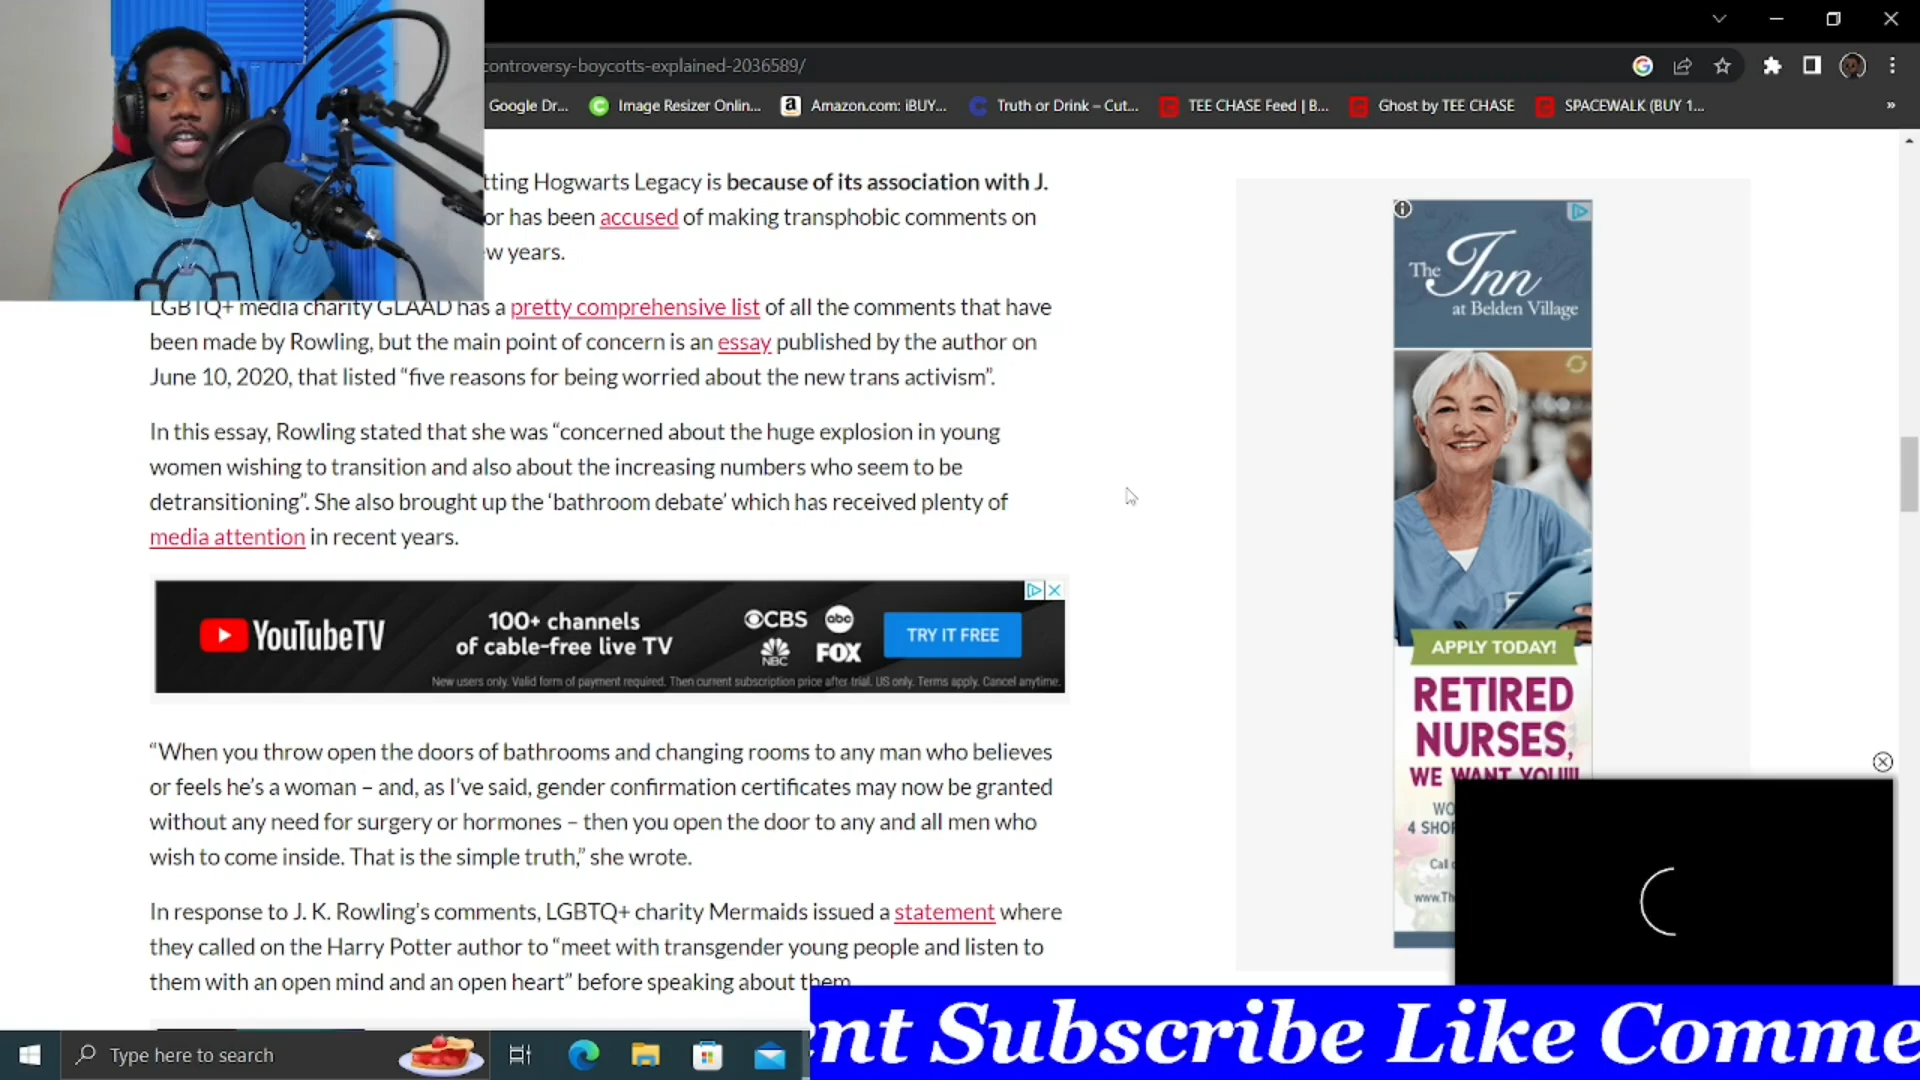 controversy-boycotts-explained-2036589/
Google Dr... Image Resizer Onlin... Amazon.com: iBUY... Truth or Drink – Cut... TEE CHASE Feed | B... Ghost by TEE CHASE SPACEWALK (BUY 1... »
tting Hogwarts Legacy is because of its association with J.
or has been accused of making transphobic comments on
w years.
LGBTQ+ media charity GLAAD has a pretty comprehensive list of all the comments that have
been made by Rowling, but the main point of concern is an essay published by the author on
June 10, 2020, that listed “five reasons for being worried about the new trans activism”.
In this essay, Rowling stated that she was “concerned about the huge explosion in young
women wishing to transition and also about the increasing numbers who seem to be
detransitioning”. She also brought up the ‘bathroom debate’ which has received plenty of
media attention in recent years.
YouTubeTV
100+ channels
of cable-free live TV
CBS abc
NBC FOX
TRY IT FREE
New users only. Valid form of payment required. Then current subscription price after trial. US only. Terms apply. Cancel anytime.
“When you throw open the doors of bathrooms and changing rooms to any man who believes
or feels he’s a woman – and, as I’ve said, gender confirmation certificates may now be granted
without any need for surgery or hormones – then you open the door to any and all men who
wish to come inside. That is the simple truth,” she wrote.
In response to J. K. Rowling’s comments, LGBTQ+ charity Mermaids issued a statement where
they called on the Harry Potter author to “meet with transgender young people and listen to
them with an open mind and an open heart” before speaking about them
The Inn
at Belden Village
APPLY TODAY!
RETIRED
NURSES,
WE WANT YOU!!!!
WO
4 SHO
Call
www.Th
ent Subscribe Like Comme
Type here to search